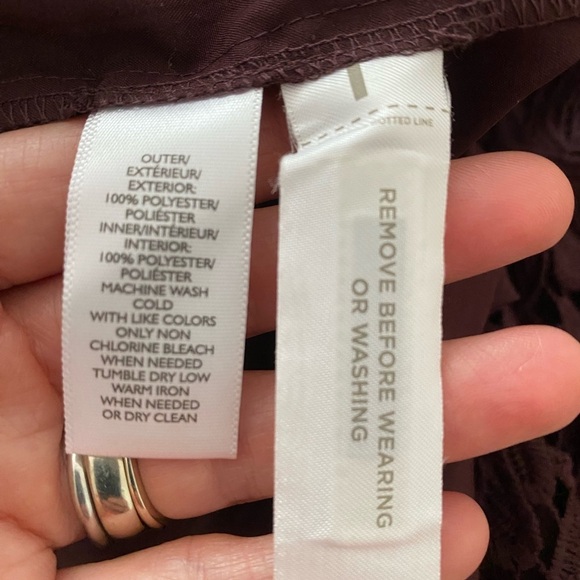 OUTER/
EXTÉRIEUR/
EXTERIOR:
100% POLYESTER/
POLIÉSTER
INNER/INTÉRIEUR/
INTERIOR:
100% POLYESTER/
POLIÉSTER
MACHINE WASH
COLD
WITH LIKE COLORS
ONLY NON
CHLORINE BLEACH
WHEN NEEDED
TUMBLE DRY LOW
WARM IRON
WHEN NEEDED
OR DRY CLEAN
OTTED LINE
REMOVE BEFORE WEARING
OR WASHING